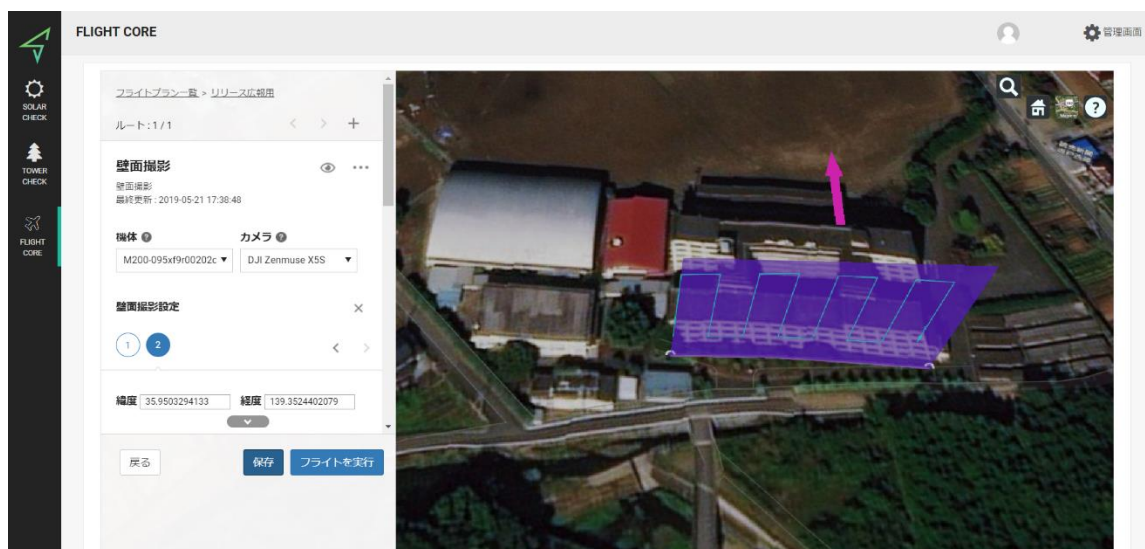 FLIGHT CORE
管理画面
SOLAR
CHECK
TOWER
CHECK
FLIGHT
CORE
フライトプラン一覧 > リリース広報用
ルート : 1 / 1
壁面撮影
壁面撮影
最終更新 : 2019-05-21 17:38:48
機体
カメラ
M200-095xf9r00202c
DJI Zenmuse X5S
壁面撮影設定
1 2
緯度 35.9503294133 経度 139.3524402079
戻る
保存
フライトを実行